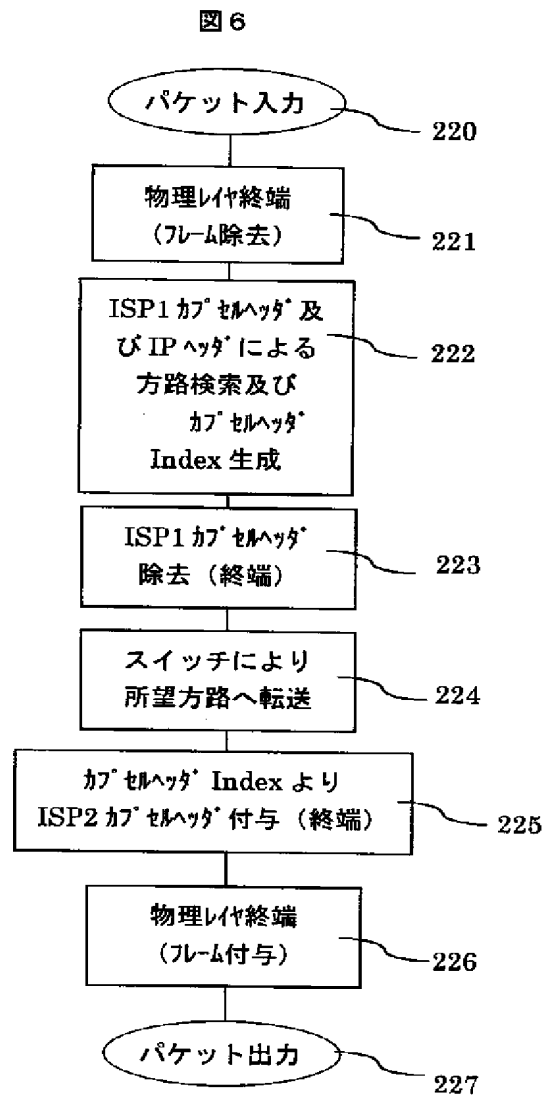 図6
パケット入力
220
物理ﾚｲﾔ終端
(ﾌﾚｰﾑ除去)
221
ISP1 ｶﾌﾟｾﾙﾍｯﾀﾞ及
び IP ﾍｯﾀﾞによる
方路検索及び
ｶﾌﾟｾﾙﾍｯﾀﾞ
Index 生成
222
ISP1 ｶﾌﾟｾﾙﾍｯﾀﾞ
除去（終端）
223
スイッチにより
所望方路へ転送
224
ｶﾌﾟｾﾙﾍｯﾀﾞ Index より
ISP2 ｶﾌﾟｾﾙﾍｯﾀﾞ付与（終端）
225
物理ﾚｲﾔ終端
(ﾌﾚｰﾑ付与)
226
パケット出力
227